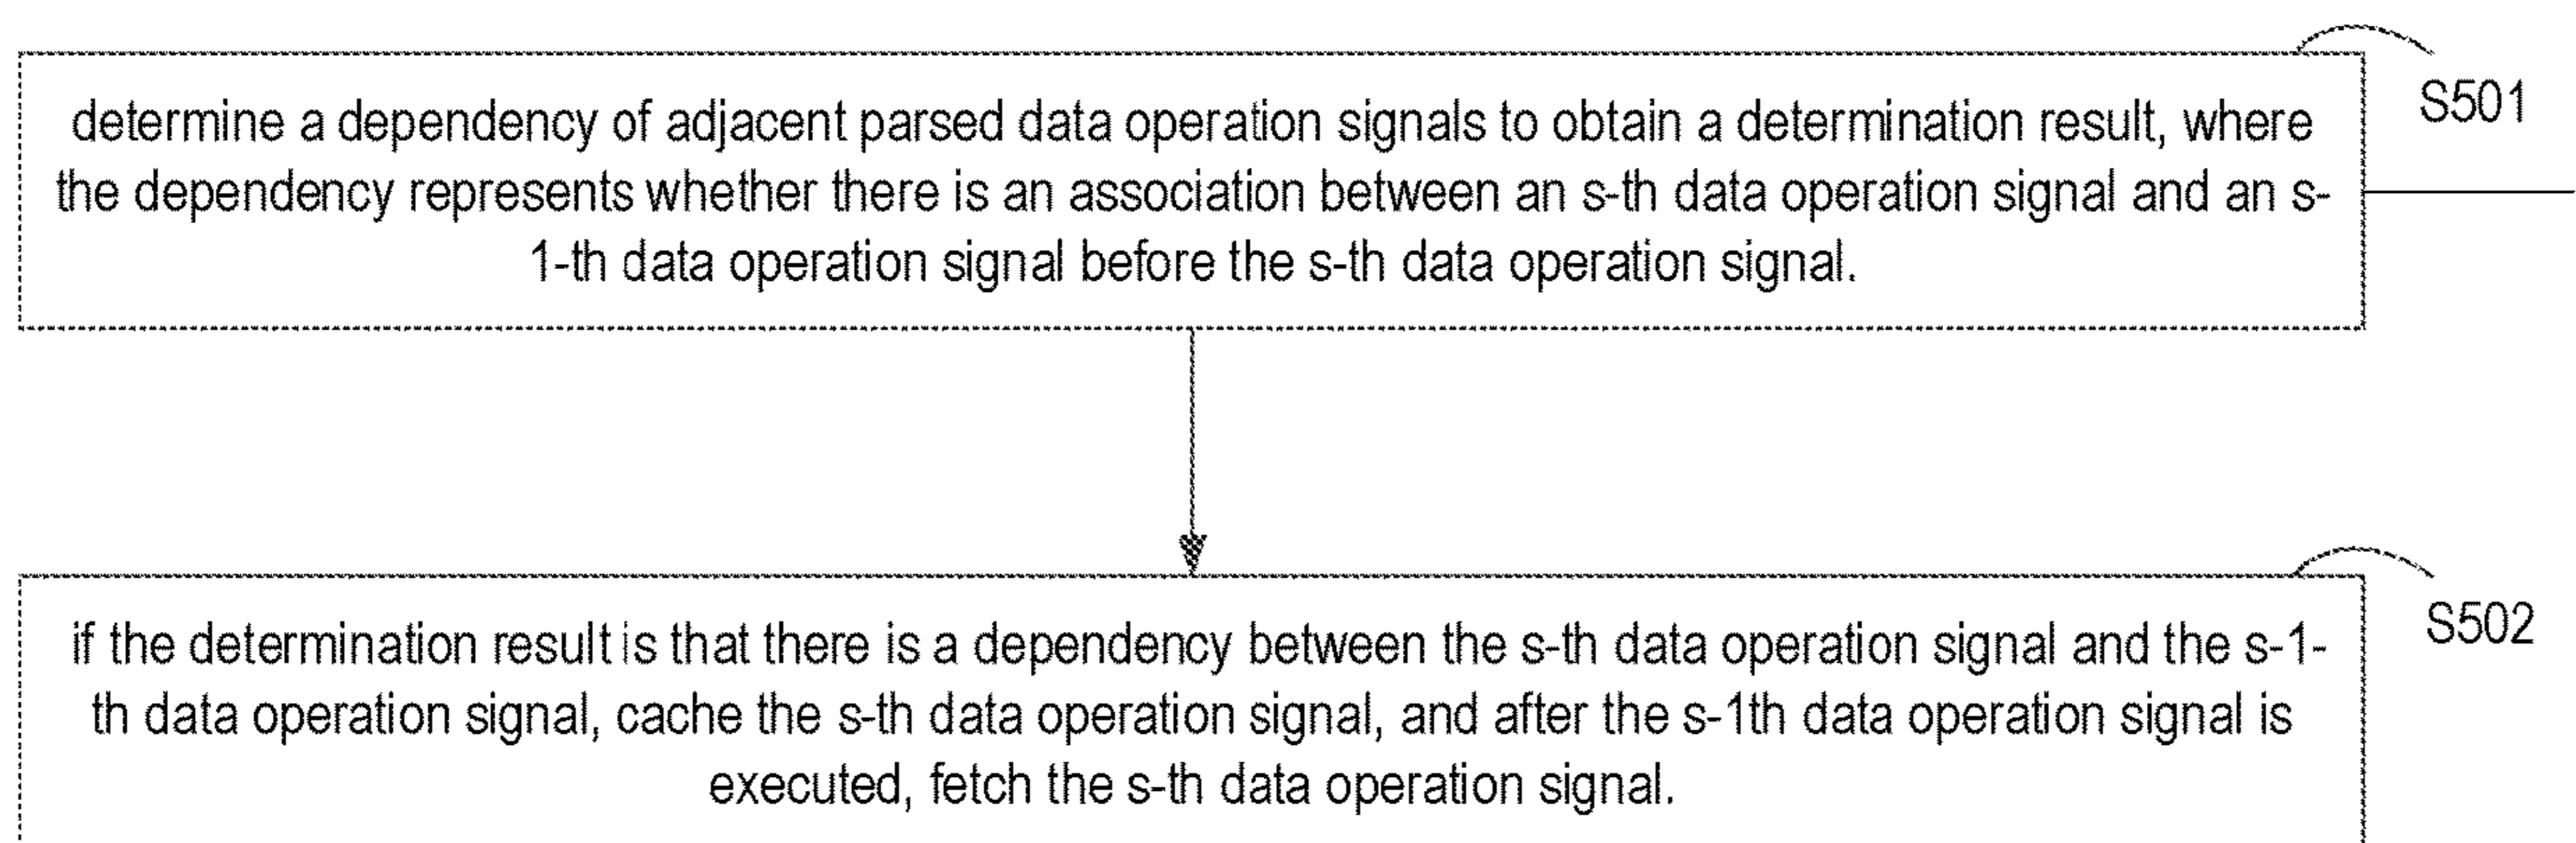 determine a dependency of adjacent parsed data operation signals to obtain a determination result, where
the dependency represents whether there is an association between an s-th data operation signal and an s-
1-th data operation signal before the s-th data operation signal.
S501
if the determination result is that there is a dependency between the s-th data operation signal and the s-1-
th data operation signal, cache the s-th data operation signal, and after the s-1th data operation signal is
executed, fetch the s-th data operation signal.
S502